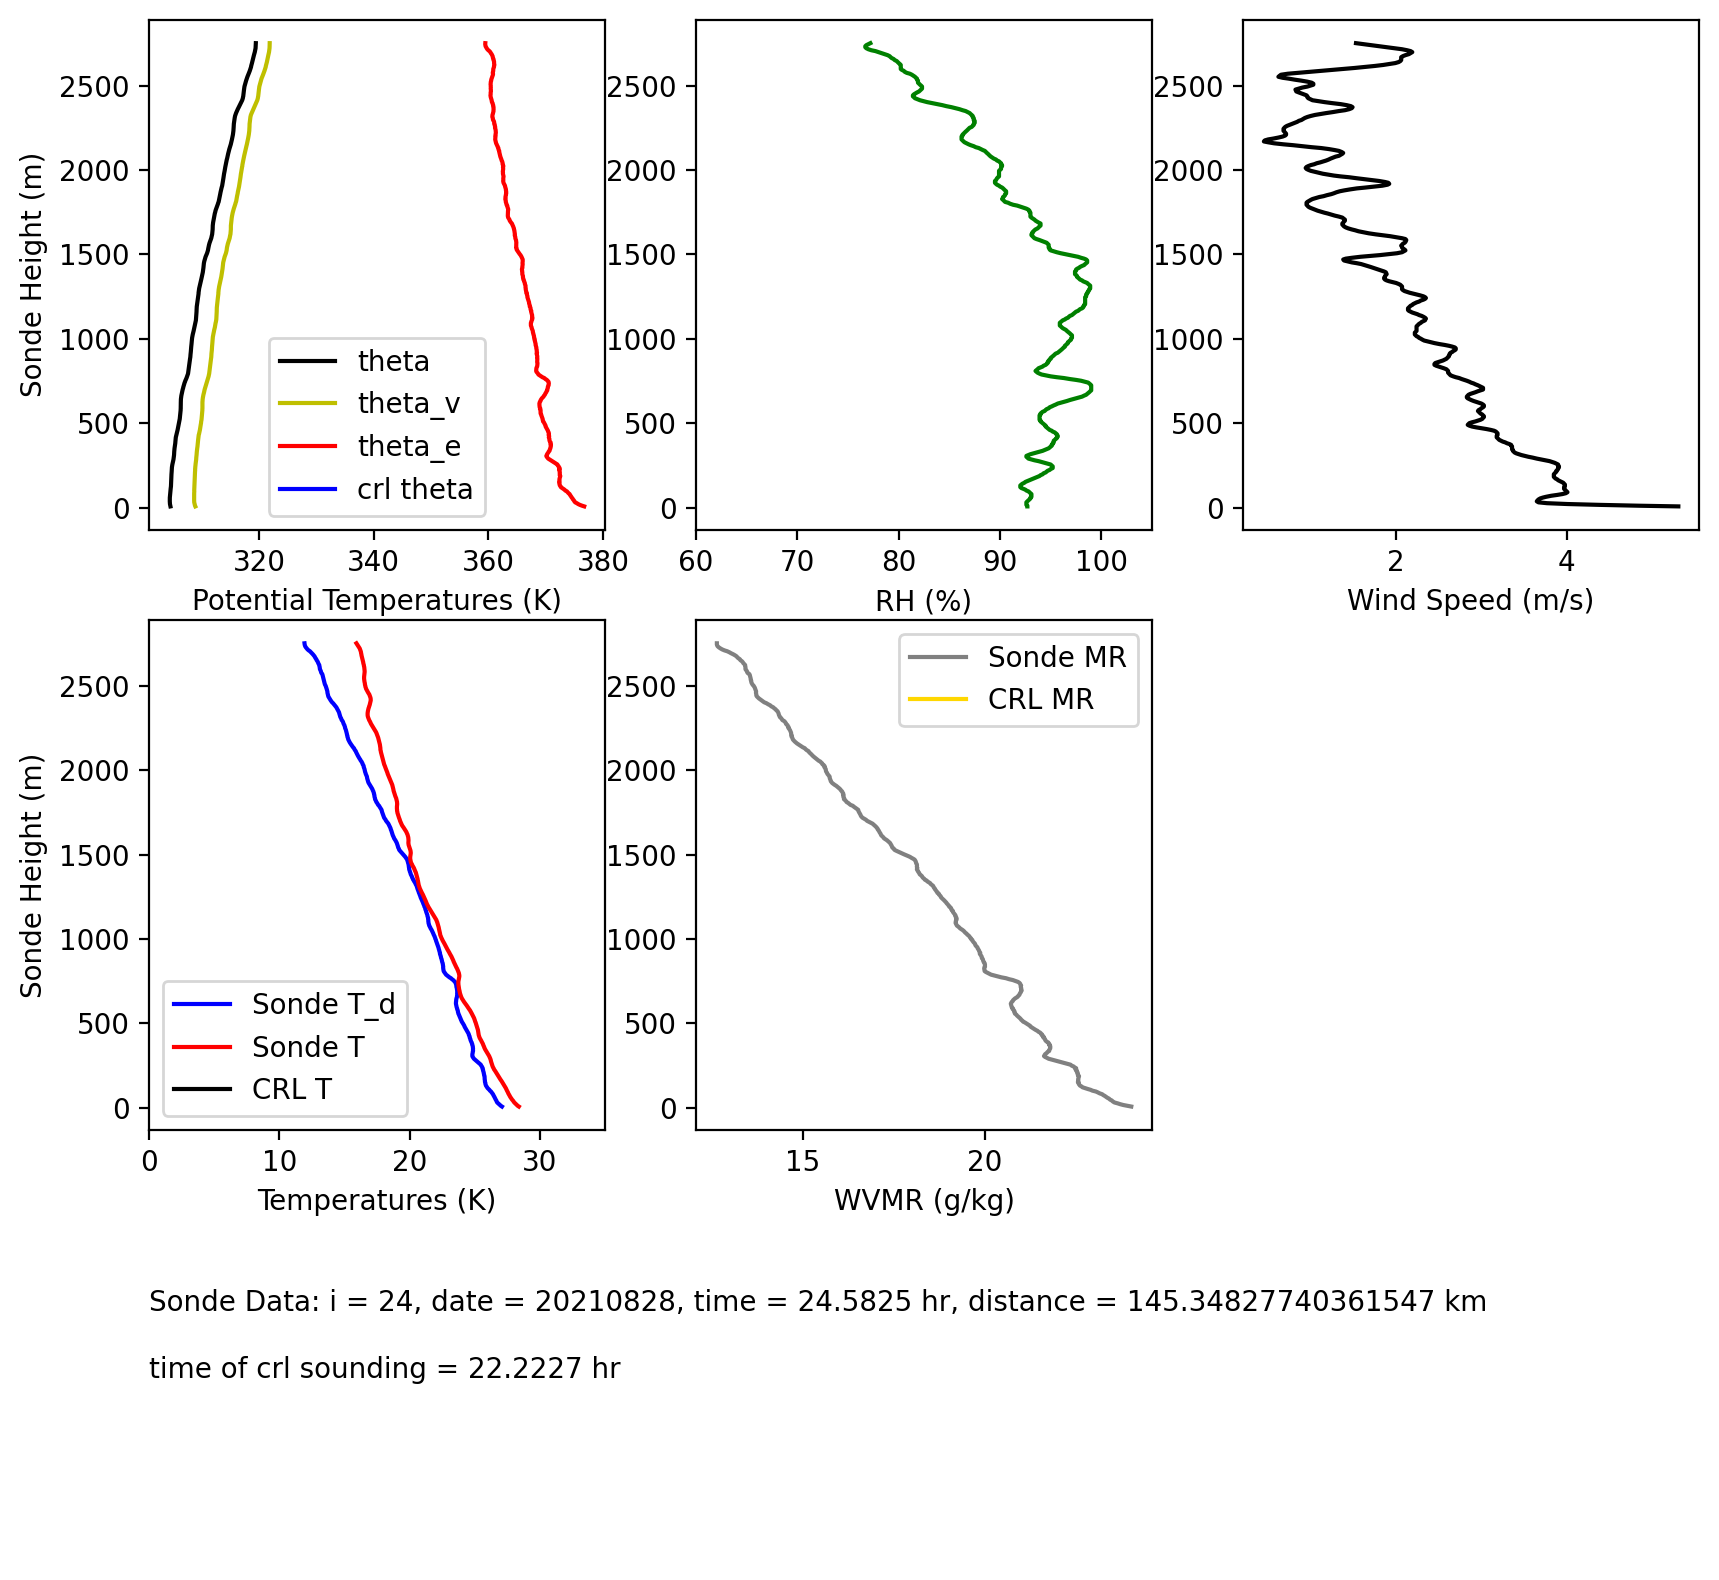 2500
2000
1500
1000
500
0
Sonde Height (m)
theta
theta_v
theta_e
crl theta
320
340
360
380
Potential Temperatures (K)
2500
2000
1500
1000
500
0
60
70
80
90
100
RH (%)
2500
2000
1500
1000
500
0
2
4
Wind Speed (m/s)
2500
2000
1500
1000
500
0
Sonde Height (m)
Sonde T_d
Sonde T
CRL T
0
10
20
30
Temperatures (K)
2500
2000
1500
1000
500
0
Sonde MR
CRL MR
15
20
WVMR (g/kg)
Sonde Data: i = 24, date = 20210828, time = 24.5825 hr, distance = 145.34827740361547 km
time of crl sounding = 22.2227 hr